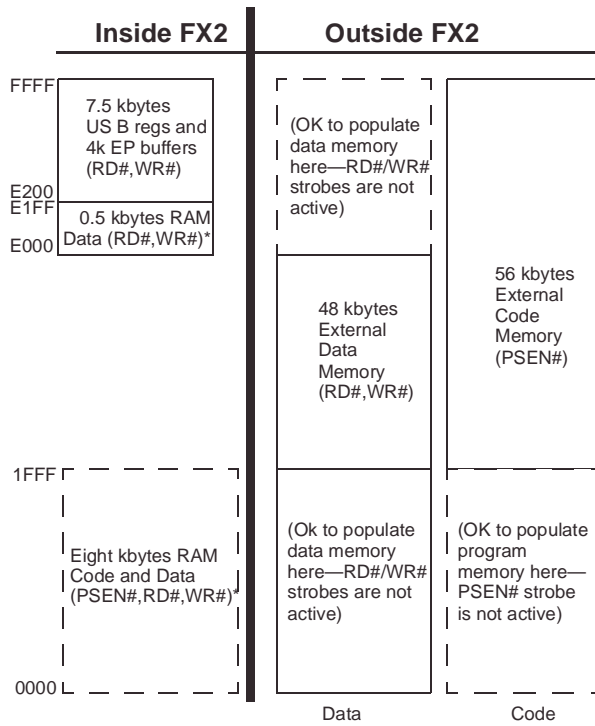 Inside FX2
Outside FX2
FFFF
7.5 kbytes
US B regs and
4k EP buffers
(RD#,WR#)
E200
E1FF
0.5 kbytes RAM
Data (RD#,WR#)*
E000
(OK to populate
data memory
here—RD#/WR#
strobes are not
active)
48 kbytes
External
Data
Memory
(RD#,WR#)
56 kbytes
External
Code
Memory
(PSEN#)
1FFF
Eight kbytes RAM
Code and Data
(PSEN#,RD#,WR#)*
0000
(Ok to populate
data memory
here—RD#/WR#
strobes are not
active)
(OK to populate
program
memory here—
PSEN# strobe
is not active)
Data
Code